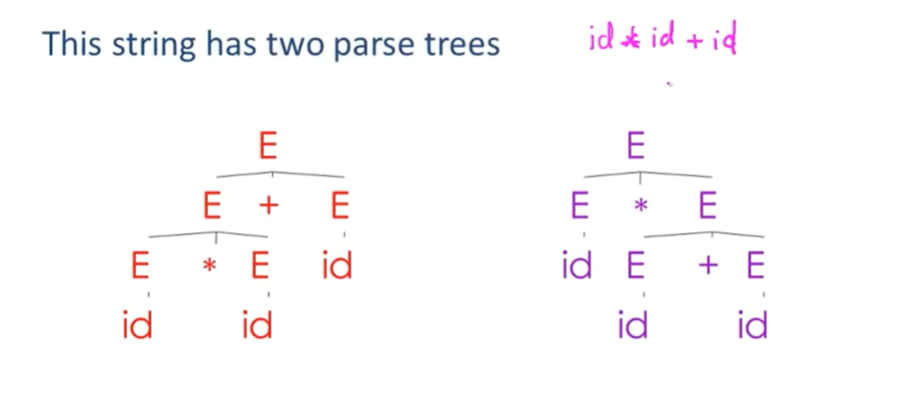 This string has two parse trees id * id + id
E E
E + E E * E
E * E id id E + E
id id id id